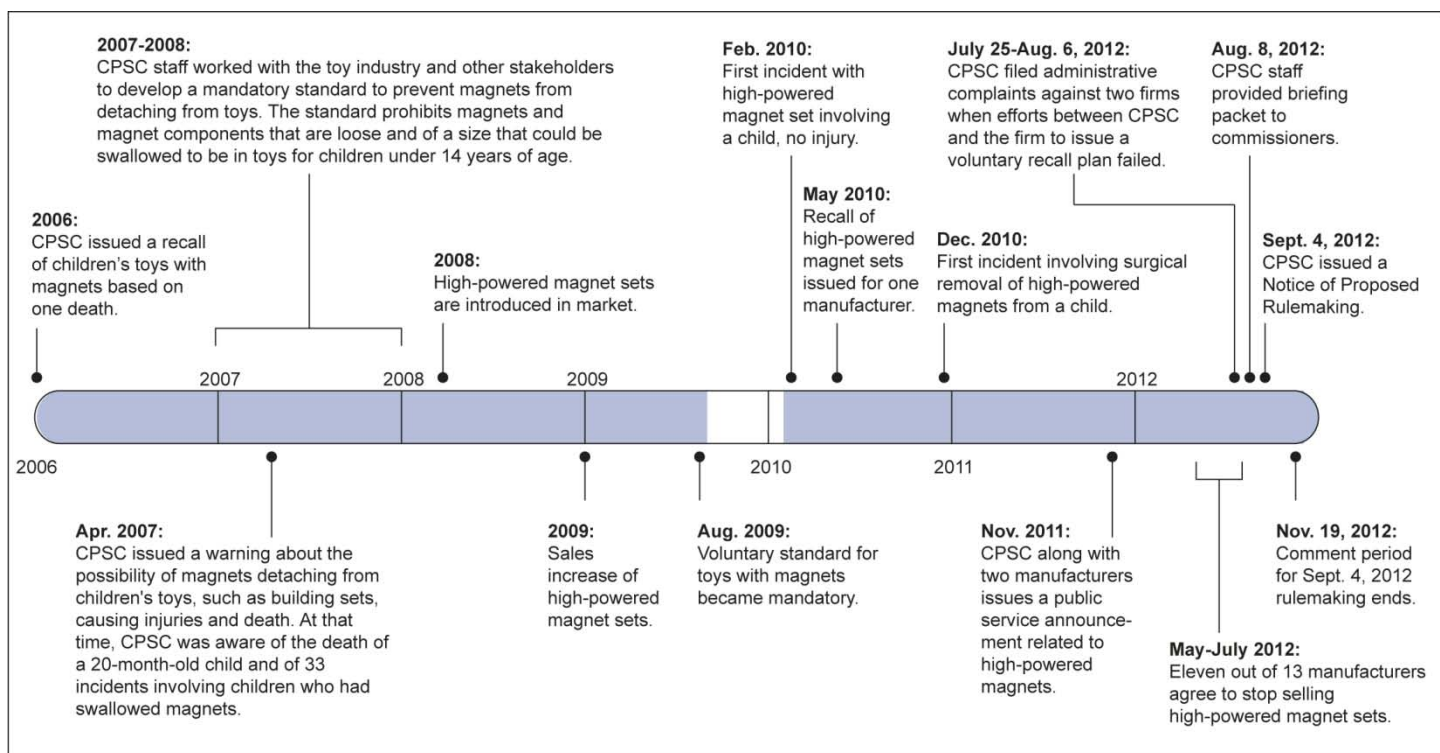 2007-2008:
CPSC staff worked with the toy industry and other stakeholders
to develop a mandatory standard to prevent magnets from
detaching from toys. The standard prohibits magnets and
magnet components that are loose and of a size that could be
swallowed to be in toys for children under 14 years of age.
Feb. 2010:
First incident with
high-powered
magnet set involving
a child, no injury.
July 25-Aug. 6, 2012:
CPSC filed administrative
complaints against two firms
when efforts between CPSC
and the firm to issue a
voluntary recall plan failed.
Aug. 8, 2012:
CPSC staff
provided briefing
packet to
commissioners.
2006:
CPSC issued a recall
of children's toys with
magnets based on
one death.
2008:
High-powered magnet sets
are introduced in market.
May 2010:
Recall of
high-powered
magnet sets
issued for one
manufacturer.
Dec. 2010:
First incident involving surgical
removal of high-powered
magnets from a child.
Sept. 4, 2012:
CPSC issued a
Notice of Proposed
Rulemaking.
2007
2008
2009
2012
2006
2010
2011
Apr. 2007:
CPSC issued a warning about the
possibility of magnets detaching from
children's toys, such as building sets,
causing injuries and death. At that
time, CPSC was aware of the death of
a 20-month-old child and of 33
incidents involving children who had
swallowed magnets.
2009:
Sales
increase of
high-powered
magnet sets.
Aug. 2009:
Voluntary standard for
toys with magnets
became mandatory.
Nov. 2011:
CPSC along with
two manufacturers
issues a public
service announce-
ment related to
high-powered
magnets.
May-July 2012:
Eleven out of 13 manufacturers
agree to stop selling
high-powered magnet sets.
Nov. 19, 2012:
Comment period
for Sept. 4, 2012
rulemaking ends.